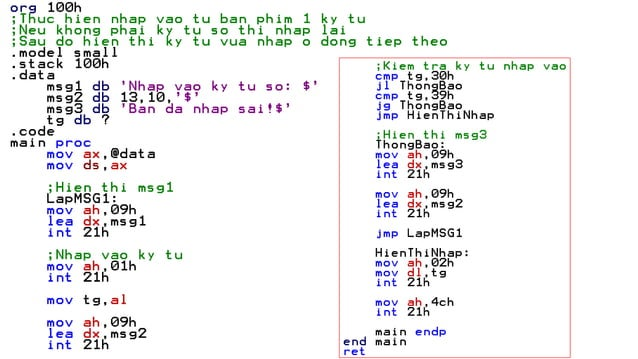 org 100h
;Thuc hien nhap vao tu ban phim 1 ky tu
;Neu khong phai ky tu so thi nhap lai
;Sau do hien thi ky tu vua nhap o dong tiep theo
.model small
.stack 100h
.data
msg1 db 'Nhap vao ky tu so: $'
msg2 db 13,10,'$'
msg3 db 'Ban da nhap sai!$'
tg db ?
.code
main proc
mov ax,@data
mov ds,ax
;Hien thi msg1
LapMSG1:
mov ah,09h
lea dx,msg1
int 21h
;Nhap vao ky tu
mov ah,01h
int 21h
mov tg,al
mov ah,09h
lea dx,msg2
int 21h
;Kiem tra ky tu nhap vao
cmp tg,30h
jl ThongBao
cmp tg,39h
jg ThongBao
jmp HienThiNhap
;Hien thi msg3
ThongBao:
mov ah,09h
lea dx,msg3
int 21h
mov ah,09h
lea dx,msg2
int 21h
jmp LapMSG1
HienThiNhap:
mov ah,02h
mov dl,tg
int 21h
mov ah,4ch
int 21h
main endp
end main
ret